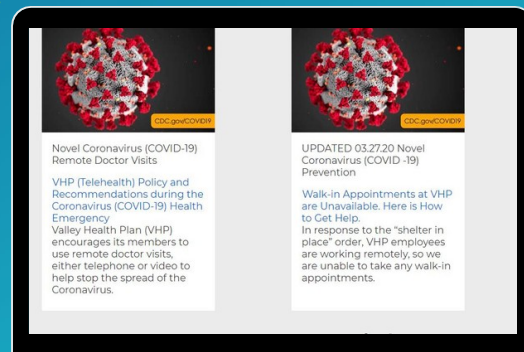 CDC.gov/COVID19
Novel Coronavirus (COVID-19)
Remote Doctor Visits
VHP (Telehealth) Policy and
Recommendations during the
Coronavirus (COVID-19) Health
Emergency
Valley Health Plan (VHP)
encourages its members to
use remote doctor visits,
either telephone or video to
help stop the spread of the
Coronavirus.
CDC.gov/COVID19
UPDATED 03.27.20 Novel
Coronavirus (COVID -19)
Prevention
Walk-in Appointments at VHP
are Unavailable. Here is How
to Get Help.
In response to the “shelter in
place” order, VHP employees
are working remotely, so we
are unable to take any walk-in
appointments.